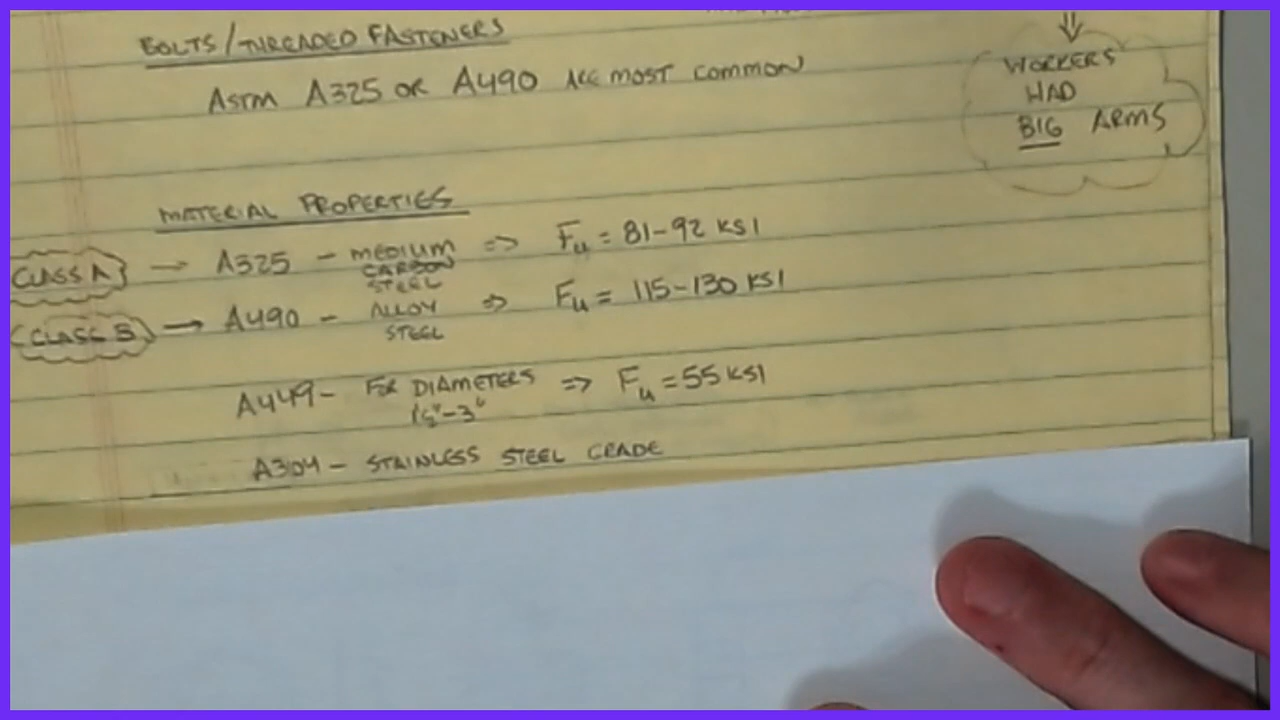 BOLTS/THREADED FASTENERS
ASTM A325 OR A490 ARE MOST COMMON
WORKERS
HAD
BIG ARMS
MATERIAL PROPERTIES
CLASS A → A325 - MEDIUM CARBON STEEL ⇒ Fu = 81-92 KSI
CLASS B → A490 - ALLOY STEEL ⇒ Fu = 115-130 KSI
A449 - FOR DIAMETERS ⇒ Fu = 55 KSI
A304 - STAINLESS STEEL GRADE